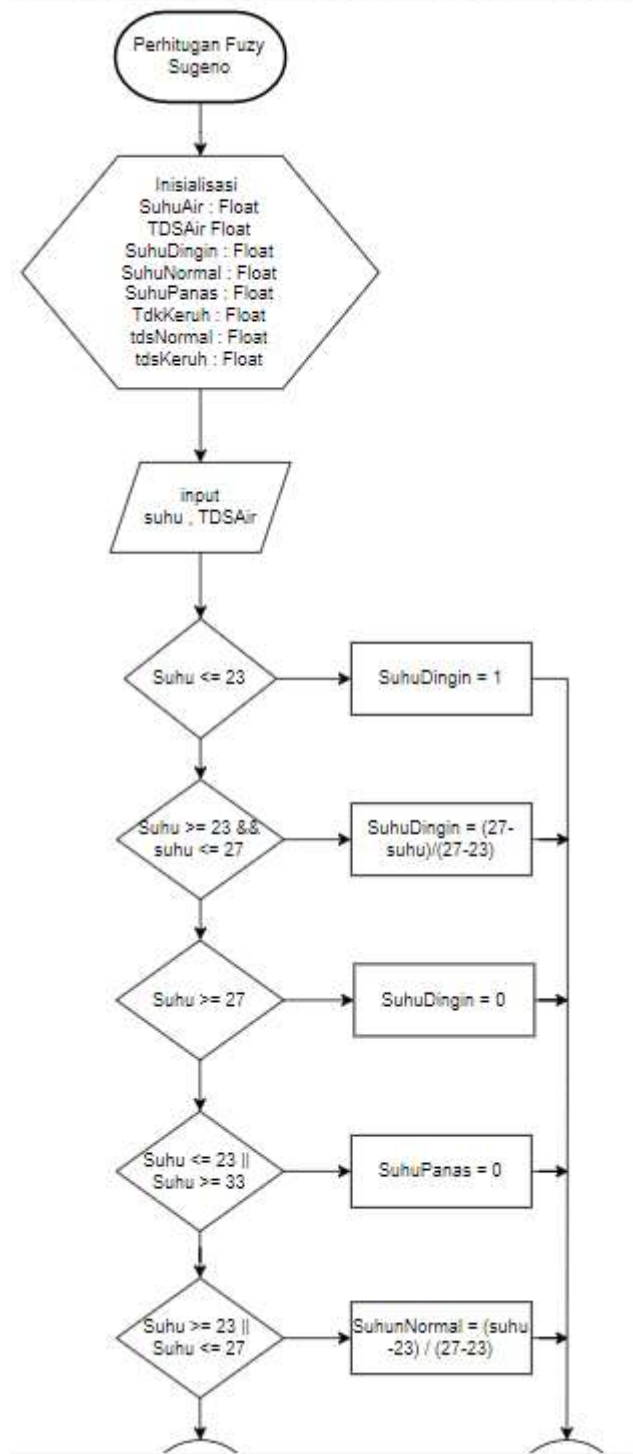 Perhitugan Fuzy
Sugeno
Inisialisasi
SuhuAir : Float
TDSAir Float
SuhuDingin : Float
SuhuNormal : Float
SuhuPanas : Float
TdkKeruh : Float
tdsNormal : Float
tdsKeruh : Float
input
suhu , TDSAir
Suhu <= 23
SuhuDingin = 1
Suhu >= 23 &&
suhu <= 27
SuhuDingin = (27-
suhu)/(27-23)
Suhu >= 27
SuhuDingin = 0
Suhu <= 23 ||
Suhu >= 33
SuhuPanas = 0
Suhu >= 23 ||
Suhu <= 27
SuhunNormal = (suhu
-23) / (27-23)